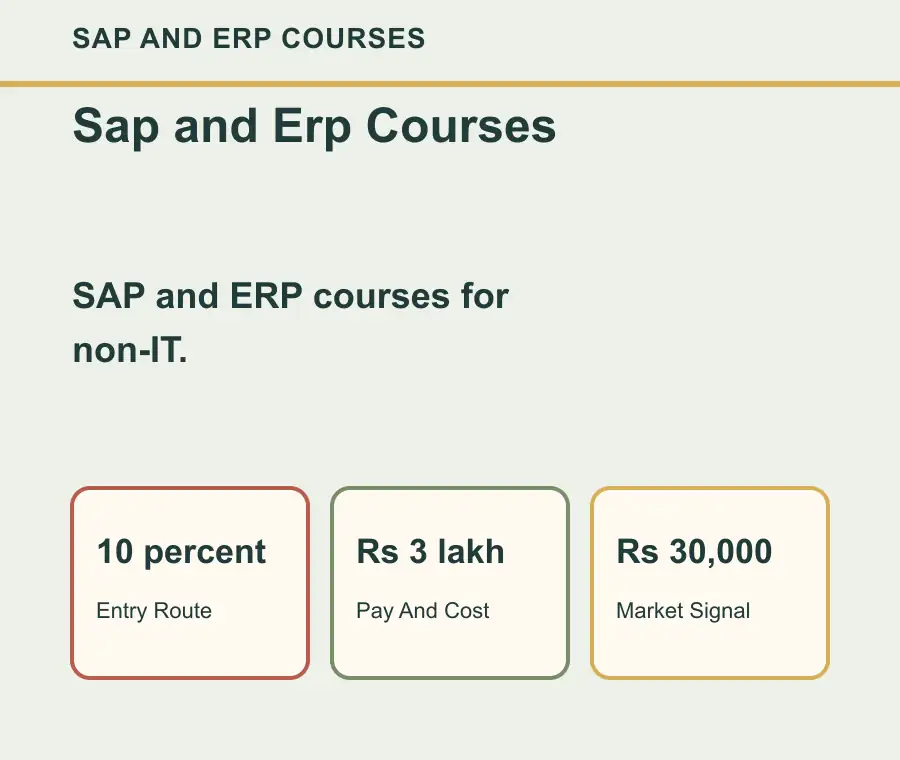 SAP AND ERP COURSES
Sap and Erp Courses
SAP and ERP courses for
non-IT.
10 percent
Entry Route
Rs 3 lakh
Pay And Cost
Rs 30,000
Market Signal